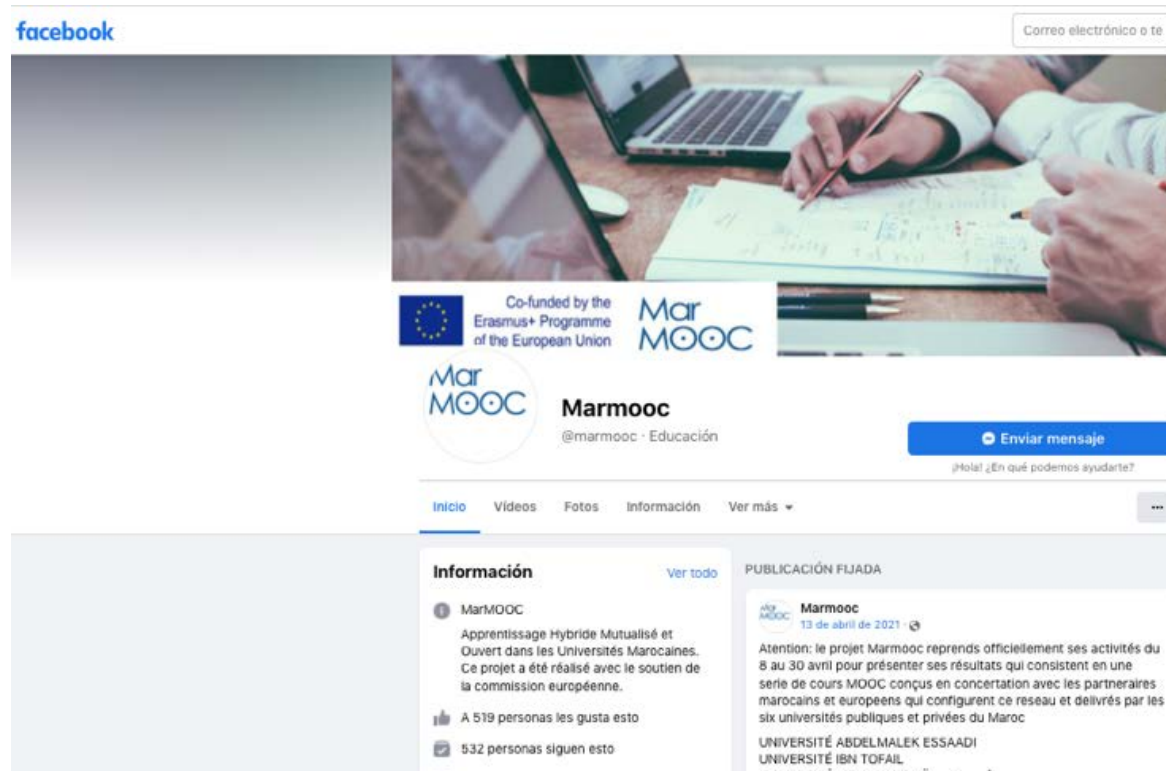 facebook
Correo electrónico o te
Co-funded by the
Erasmus+ Programme
of the European Union
Mar
MOOC
Mar
MOOC
Marmooc
@marmooc · Educación
Enviar mensaje
¡Hola! ¿En qué podemos ayudarte?
Inicio Vídeos Fotos Información Ver más
Información Ver todo
MarMOOC
Apprentissage Hybride Mutualisé et
Ouvert dans les Universités Marocaines.
Ce projet a été réalisé avec le soutien de
la commission européenne.
A 519 personas les gusta esto
532 personas siguen esto
PUBLICACIÓN FIJADA
Mar
MOOC
Marmooc
13 de abril de 2021 ·
Atention: le projet Marmooc reprends officiellement ses activités du
8 au 30 avril pour présenter ses résultats qui consistent en une
serie de cours MOOC conçus en concertation avec les partneraires
marocains et europeens qui configurent ce reseau et delivrés par les
six universités publiques et privées du Maroc
UNIVERSITÉ ABDELMALEK ESSAADI
UNIVERSITÉ IBN TOFAIL